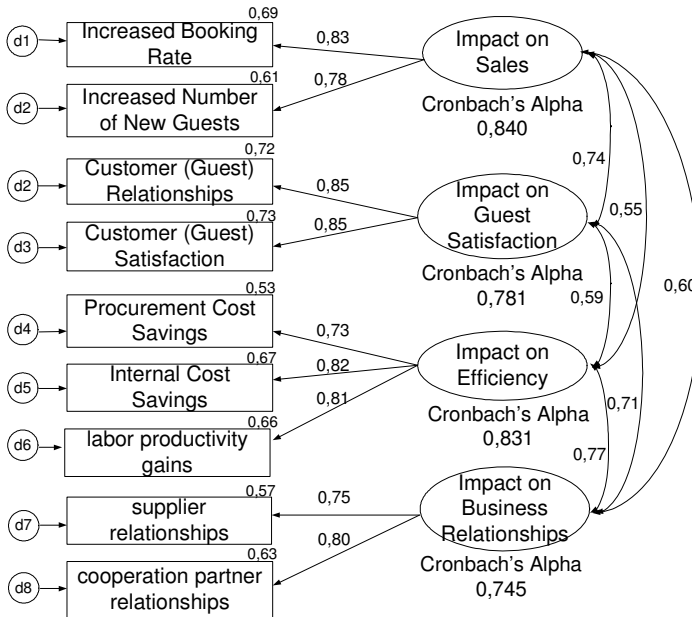 0,69
d1
Increased Booking
Rate
0,83
Impact on
Sales
0,61
0,78
d2
Increased Number
of New Guests
Cronbach's Alpha
0,840
0,72
d2
Customer (Guest)
Relationships
0,85
0,74
0,73
0,85
d3
Customer (Guest)
Satisfaction
Impact on
Guest
Satisfaction
0,55
Cronbach's Alpha
0,781
0,53
d4
Procurement Cost
Savings
0,73
0,59
0,60
0,67
0,82
d5
Internal Cost
Savings
Impact on
Efficiency
0,66
0,81
d6
labor productivity
gains
Cronbach's Alpha
0,831
0,71
0,77
0,57
d7
supplier
relationships
0,75
Impact on
Business
Relationships
0,63
0,80
d8
cooperation partner
relationships
Cronbach's Alpha
0,745